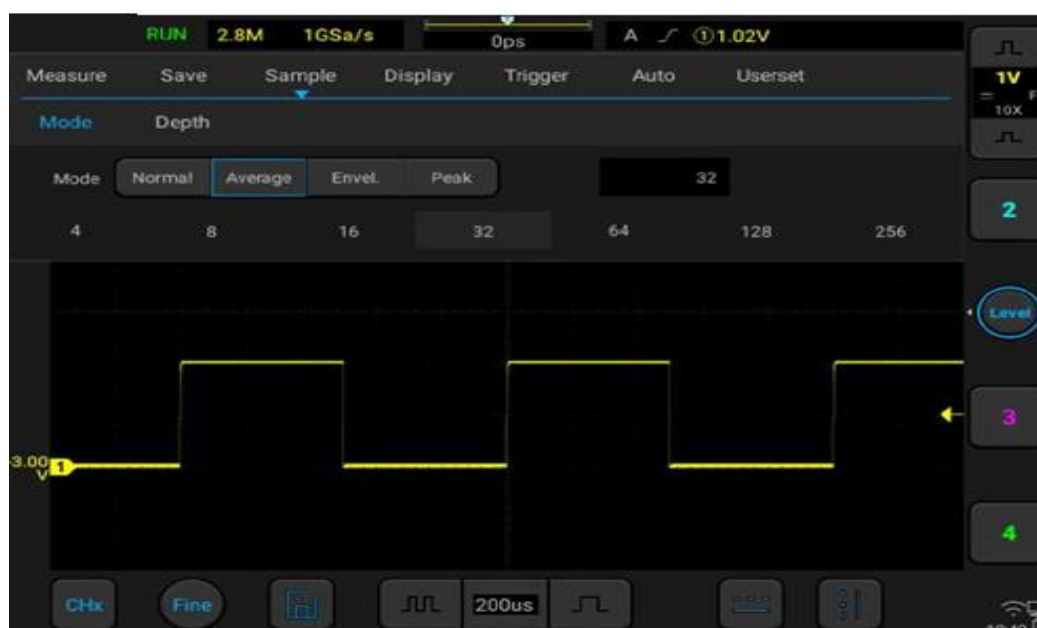 RUN 2.8M 1GSa/s 0ps A ①1.02V
Measure Save Sample Display Trigger Auto Userset
1V
F
10X
Mode Depth
Mode Normal Average Envel. Peak 32
2
4 8 16 32 64 128 256
Level
3
3.00 1
V
4
CHx Fine 200us